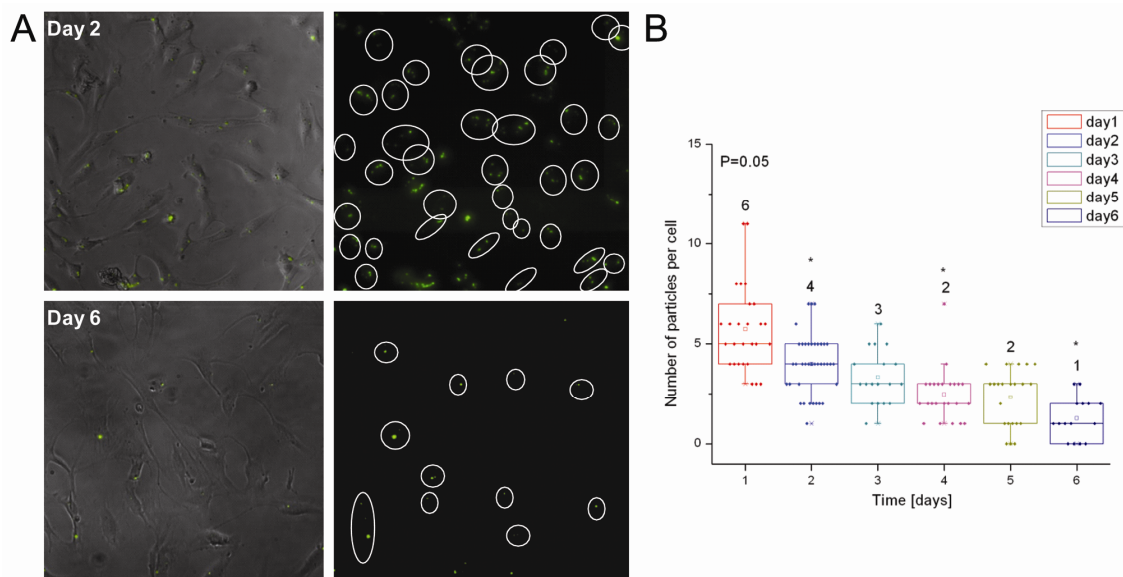 A
Day 2
Day 6
B
day1
day2
day3
day4
day5
day6
P=0.05
6
*
4
3
*
2
2
*
1
15
10
5
0
Number of particles per cell
1 2 3 4 5 6
Time [days]